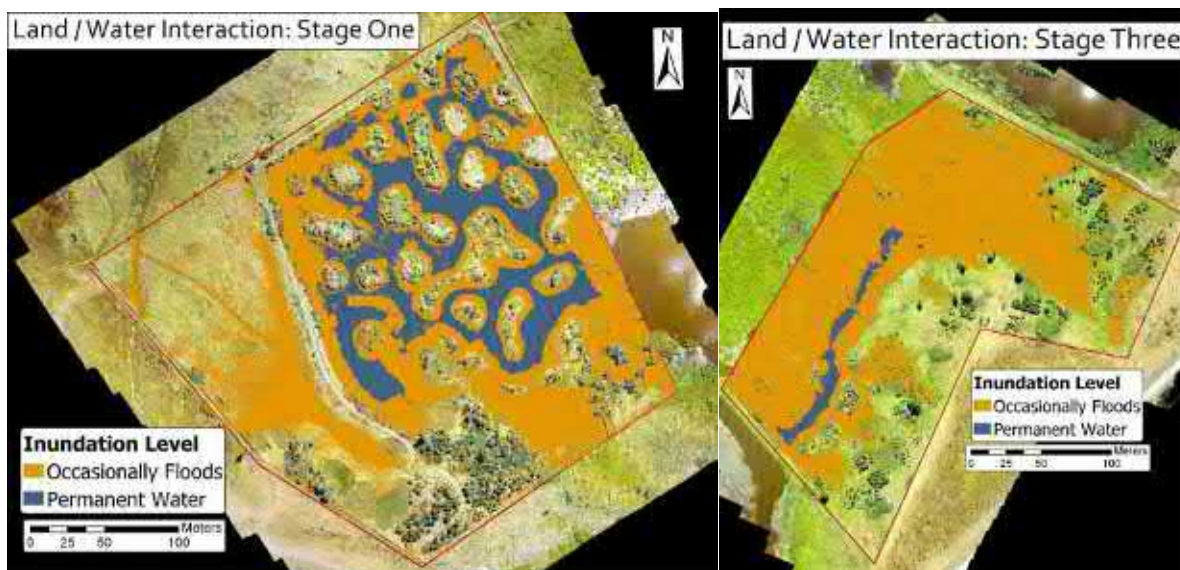 Land / Water Interaction: Stage One
N
Inundation Level
Occasionally Floods
Permanent Water
Meters
0 25 50 100
Land / Water Interaction: Stage Three
N
Inundation Level
Occasionally Floods
Permanent Water
Meters
0 25 50 100